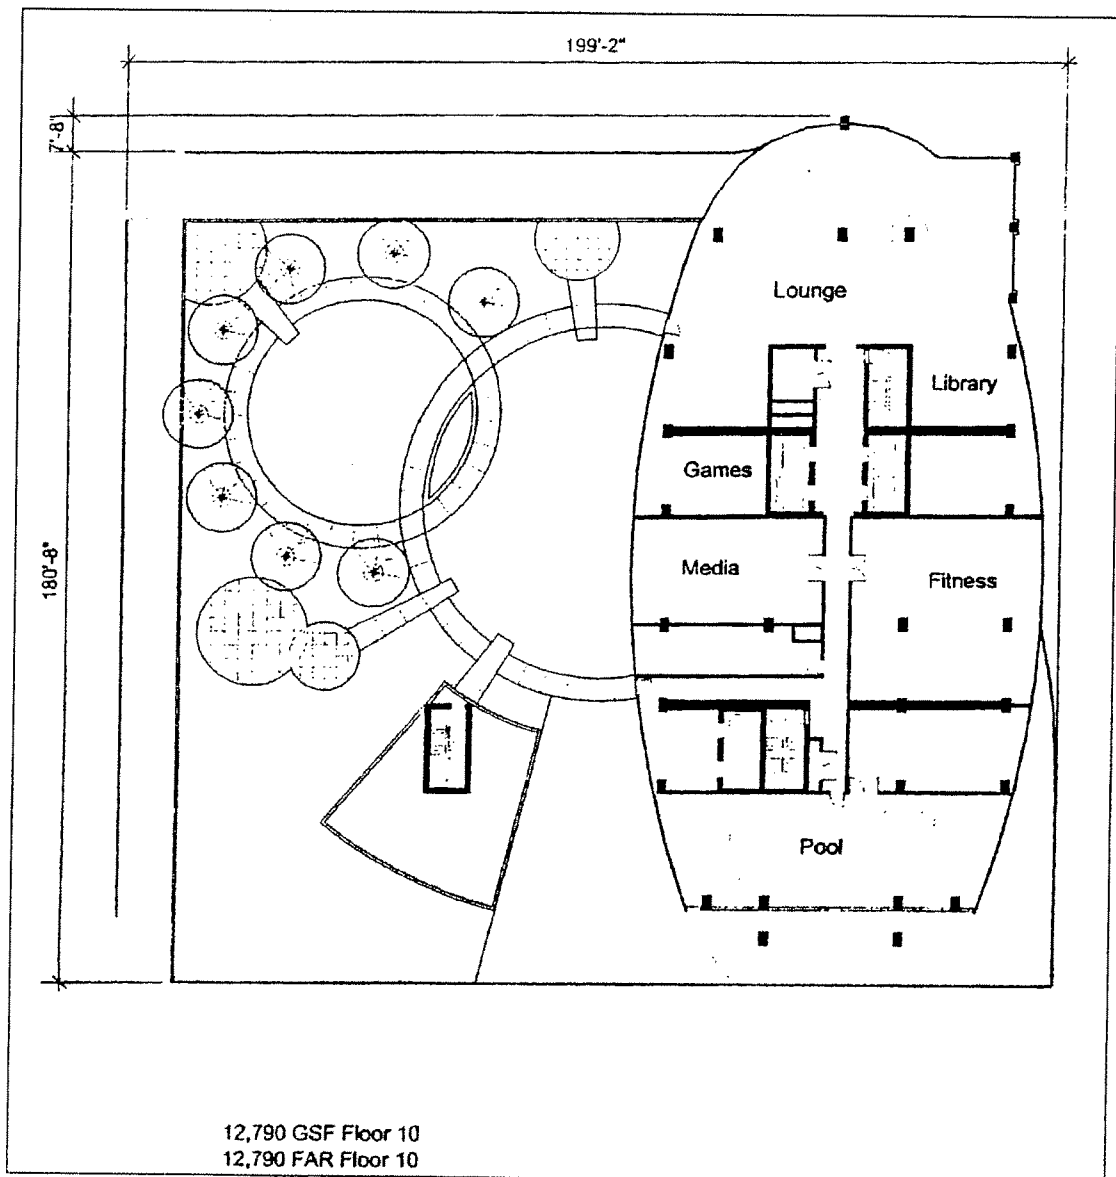 199'-2"
7'-8'
Lounge
Library
Games
Media
Fitness
180'-8"
Pool
12,790 GSF Floor 10
12,790 FAR Floor 10